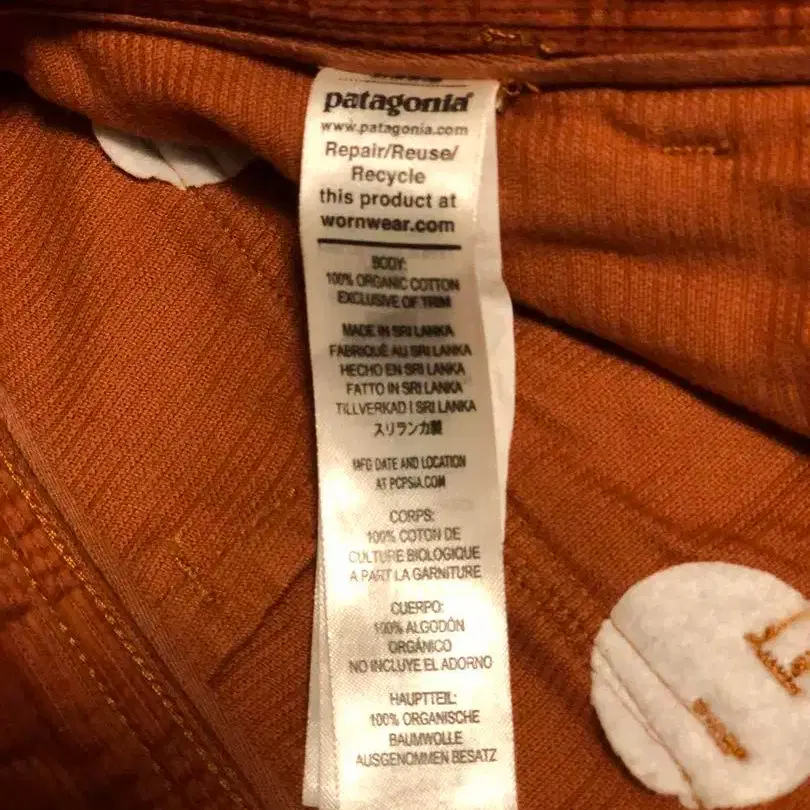 patagonia®
www.patagonia.com
Repair/Reuse/
Recycle
this product at
wornwear.com
BODY:
100% ORGANIC COTTON
EXCLUSIVE OF TRIM
MADE IN SRI LANKA
FABRIQUÉ AU SRI LANKA
HECHO EN SRI LANKA
FATTO IN SRI LANKA
TILLVERKAD I SRI LANKA
スリランカ製
MFG DATE AND LOCATION
AT PCPSIA.COM
CORPS:
100% COTON DE
CULTURE BIOLOGIQUE
A PART LA GARNITURE
CUERPO:
100% ALGODÓN
ORGÁNICO
NO INCLUYE EL ADORNO
HAUPTTEIL:
100% ORGANISCHE
BAUMWOLLE
AUSGENOMMEN BESATZ